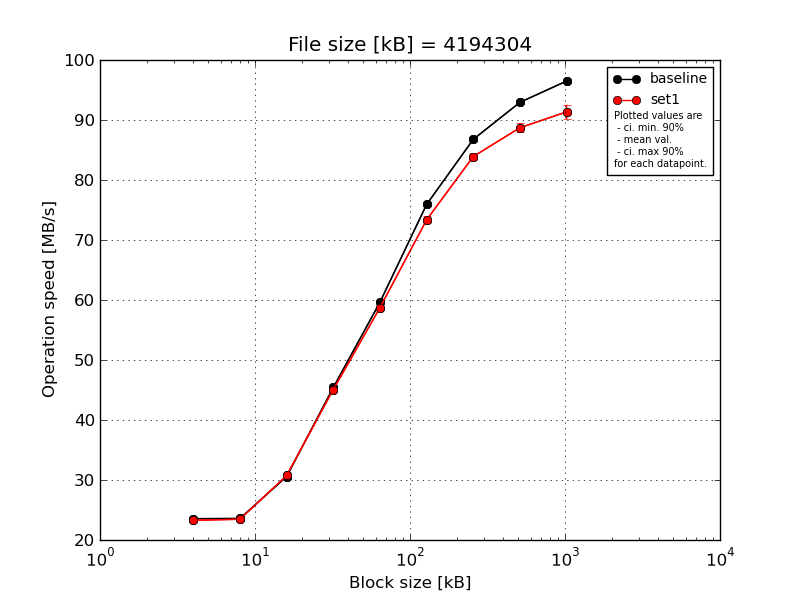 File size [kB] = 4194304
baseline
set1
Plotted values are
- ci. min. 90%
- mean val.
- ci. max 90%
for each datapoint.
Operation speed [MB/s]
100
90
80
70
60
50
40
30
20
10⁰ 10¹ 10² 10³ 10⁴
Block size [kB]